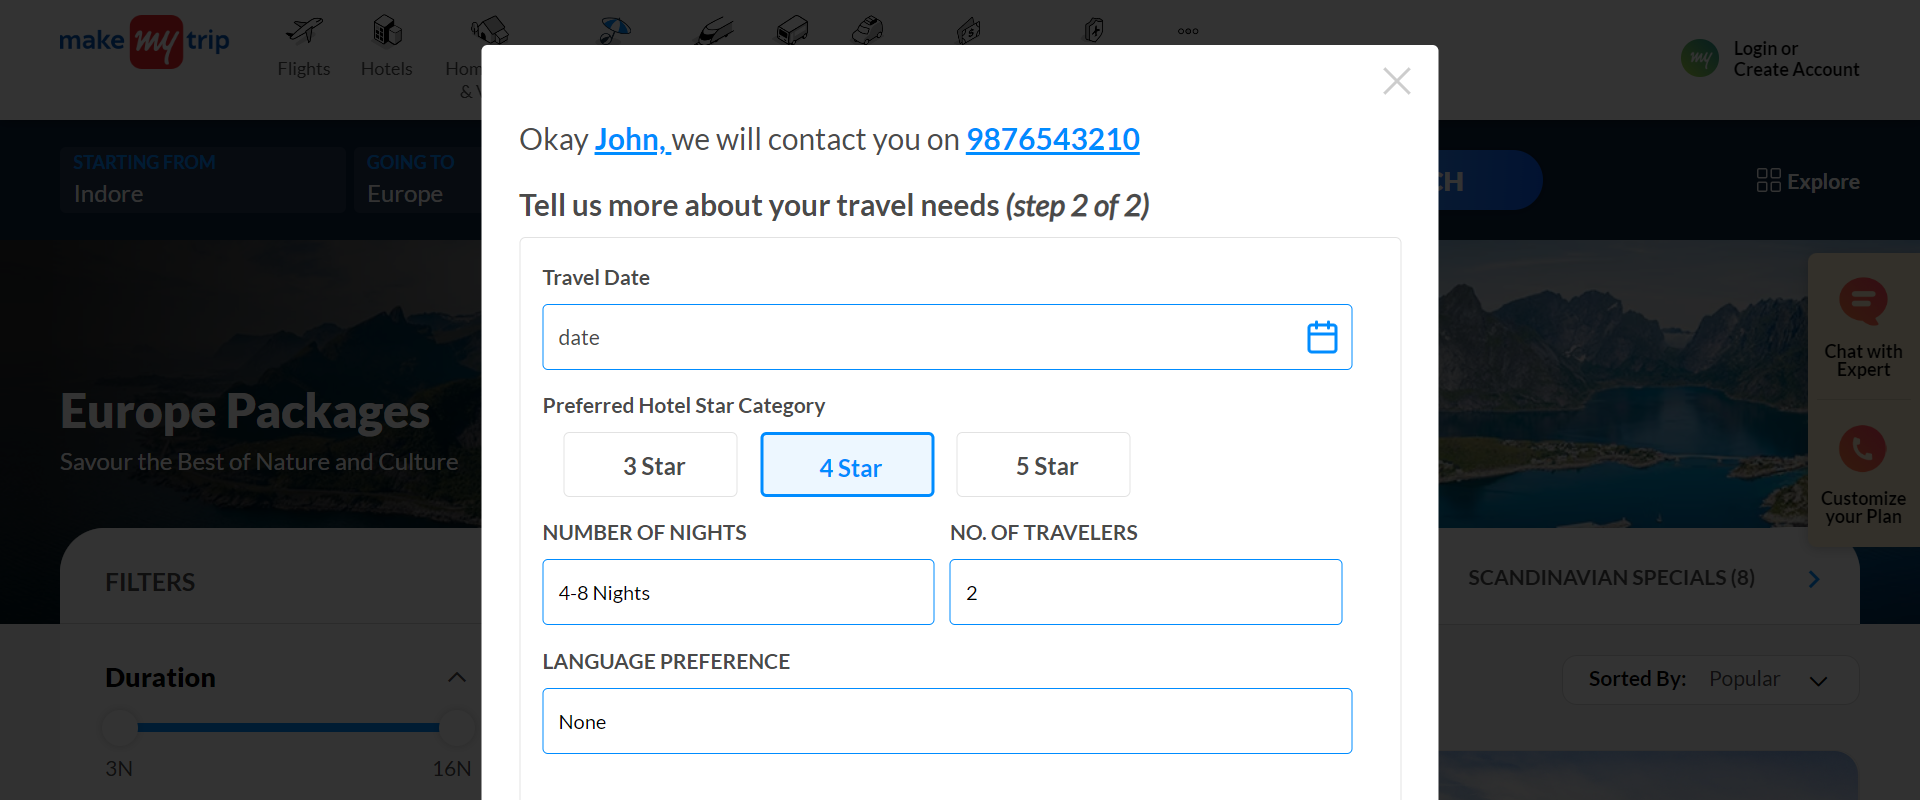 make my trip
Flights
Hotels
Hom
&
my
Login or
Create Account
STARTING FROM
Indore
GOING TO
Europe
CH
Explore
Europe Packages
Savour the Best of Nature and Culture
Okay John, we will contact you on 9876543210
Tell us more about your travel needs (step 2 of 2)
Travel Date
date
Preferred Hotel Star Category
3 Star
4 Star
5 Star
NUMBER OF NIGHTS
NO. OF TRAVELERS
4-8 Nights
2
LANGUAGE PREFERENCE
None
Chat with
Expert
Customize
your Plan
FILTERS
SCANDINAVIAN SPECIALS (8)
Duration
3N
16N
Sorted By: Popular